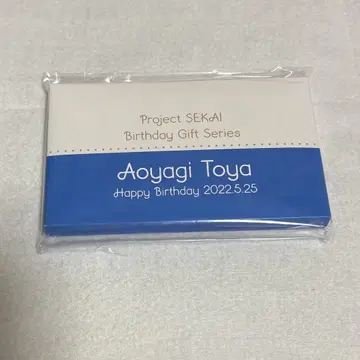 Project SEKAI
Birthday Gift Series
Aoyagi Toya
Happy Birthday 2022.5.25